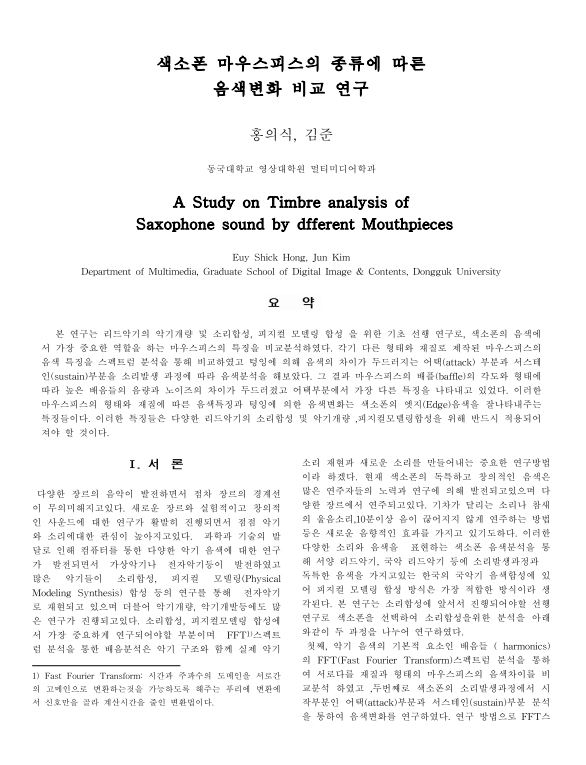 색소폰 마우스피스의 종류에 따른
음색변화 비교 연구
홍의식, 김준
동국대학교 영상대학원 멀티미디어학과
A Study on Timbre analysis of
Saxophone sound by dfferent Mouthpieces
Euy Shick Hong, Jun Kim
Department of Multimedia, Graduate School of Digital Image & Contents, Dongguk University
요 약
본 연구는 리드악기의 악기개량 및 소리합성, 피지컬 모델링 합성 을 위한 기초 선행 연구로, 색소폰의 음색에
서 가장 중요한 역할을 하는 마우스피스의 특징을 비교분석하였다. 각기 다른 형태와 재질로 제작된 마우스피스의
음색 특징을 스펙트럼 분석을 통해 비교하였고 텅잉에 의해 음색의 차이가 두드러지는 어택(attack) 부분과 서스테
인(sustain)부분을 소리발생 과정에 따라 음색분석을 해보았다. 그 결과 마우스피스의 배플(baffle)의 각도와 형태에
따라 높은 배음들의 음량과 노이즈의 차이가 두드러졌고 어택부분에서 가장 다른 특징을 나타내고 있었다. 이러한
마우스피스의 형태와 재질에 따른 음색특징과 텅잉에 의한 음색변화는 색소폰의 엣지(Edge)음색을 잘나타내주는
특징들이다. 이러한 특징들은 다양한 리드악기의 소리합성 및 악기개량 ,피지컬모델링합성을 위해 반드시 적용되어
져야 할 것이다.
I. 서 론
다양한 장르의 음악이 발전하면서 점차 장르의 경계선
이 무의미해지고있다. 새로운 장르와 실험적이고 창의적
인 사운드에 대한 연구가 활발히 진행되면서 점점 악기
와 소리에대한 관심이 높아지고있다. 과학과 기술의 발
달로 인해 컴퓨터를 통한 다양한 악기 음색에 대한 연구
가 발전되면서 가상악기나 전자악기등이 발전하였고
많은 악기들이 소리합성, 피지컬 모델링(Physical
Modeling Synthesis) 합성 등의 연구를 통해 전자악기
로 재현되고 있으며 더불어 악기개량, 악기개발등에도 많
은 연구가 진행되고있다. 소리합성, 피지컬모델링 합성에
서 가장 중요하게 연구되어야할 부분이며 FFT1)스펙트
럼 분석을 통한 배음분석은 악기 구조와 함께 실제 악기
1) Fast Fourier Transform: 시간과 주파수의 도메인을 서로간
의 고메인으로 변환하는것을 가능하도록 해주는 푸리에 변환에
서 신호만을 골라 계산시간을 줄인 변환법이다.
소리 재현과 새로운 소리를 만들어내는 중요한 연구방법
이라 하겠다. 현재 색소폰의 독특하고 창의적인 음색은
많은 연주자들의 노력과 연구에 의해 발전되고있으며 다
양한 장르에서 연주되고있다. 기차가 달리는 소리나 참새
의 울음소리,10분이상 음이 끊어지지 않게 연주하는 방법
등은 새로운 음향적인 효과를 가지고 있기도하다. 이러한
다양한 소리와 음색을 표현하는 색소폰 음색분석을 통
해 서양 리드악기, 국악 리드악기 등에 소리발생과정과
독특한 음색을 가지고있는 한국의 국악기 음색합성에 있
어 피지컬 모델링 합성 방식은 가장 적합한 방식이라 생
각된다. 본 연구는 소리합성에 앞서서 진행되어야할 선행
연구로 색소폰을 선택하여 소리합성을위한 분석을 아래
와같이 두 과정을 나누어 연구하였다.
첫째, 악기 음색의 기본적 요소인 배음들 ( harmonics)
의 FFT(Fast Fourier Transform)스펙트럼 분석을 통하
여 서로다를 재질과 형태의 마우스피스의 음색차이를 비
교분석 하였고 ,두번째로 색소폰의 소리발생과정에서 시
작부분인 어택(attack)부분과 서스테인(sustain)부분 분석
을 통하여 음색변화를 연구하였다. 연구 방법으로 FFT스